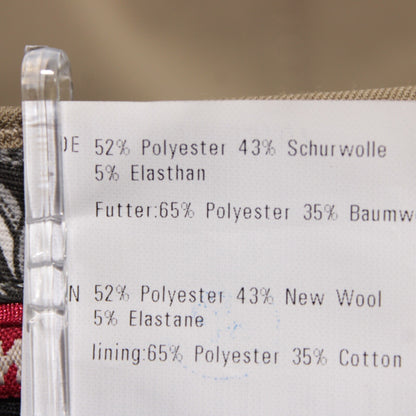 DE 52% Polyester 43% Schurwolle
5% Elasthan
Futter:65% Polyester 35% Baumwo
N 52% Polyester 43% New Wool
5% Elastane
lining:65% Polyester 35% Cotton